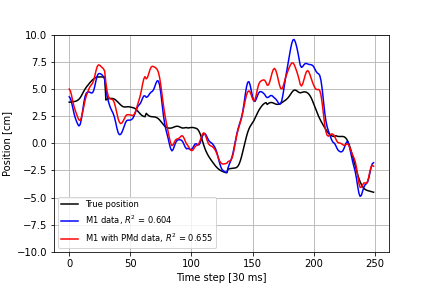 10.0
7.5
5.0
2.5
0.0
−2.5
−5.0
−7.5
−10.0
Position [cm]
True position
M1 data, R² = 0.604
M1 with PMd data, R² = 0.655
0 50 100 150 200 250
Time step [30 ms]